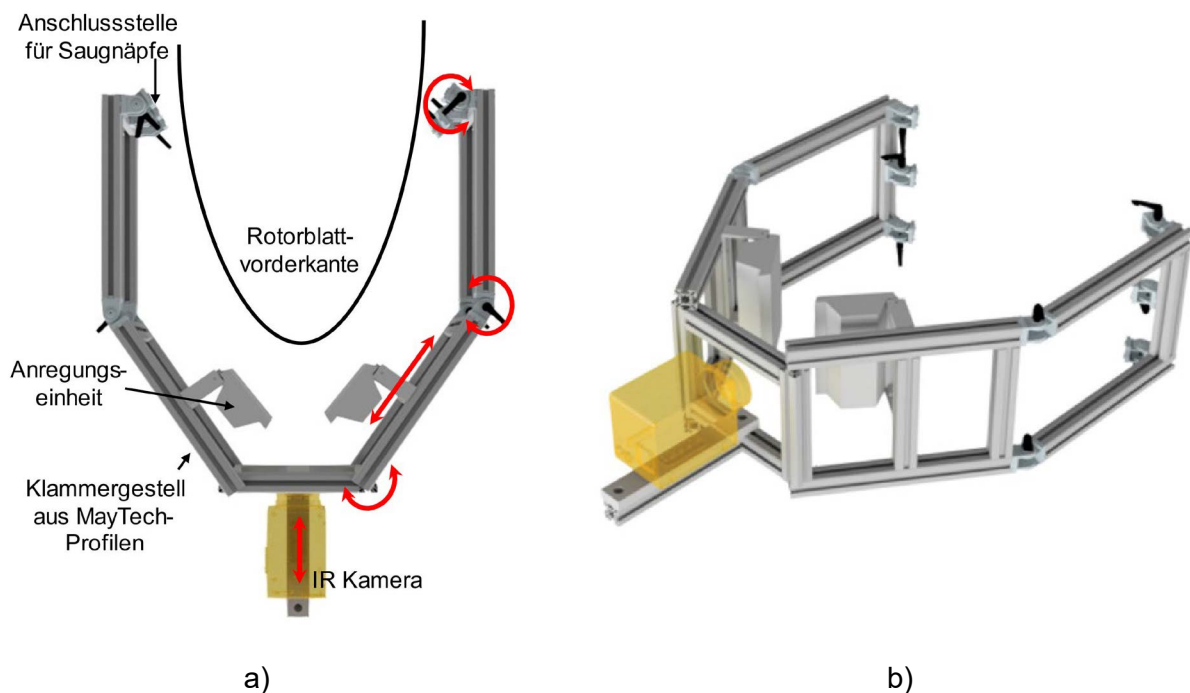 Anschlussstelle
für Saugnäpfe
Rotorblatt-
vorderkante
Anregungs-
einheit
Klammergestell
aus MayTech-
Profilen
IR Kamera
a)
b)